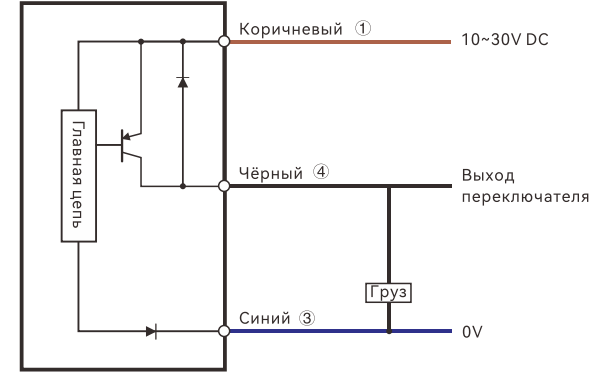 Коричневый ①
10~30V DC
Главная цепь
Чёрный ④
Выход
переключателя
Груз
Синий ③
0V